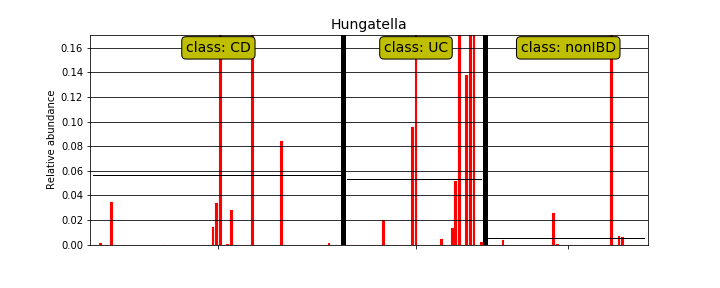 Hungatella
class: CD
class: UC
class: nonIBD
Relative abundance
0.16
0.14
0.12
0.10
0.08
0.06
0.04
0.02
0.00